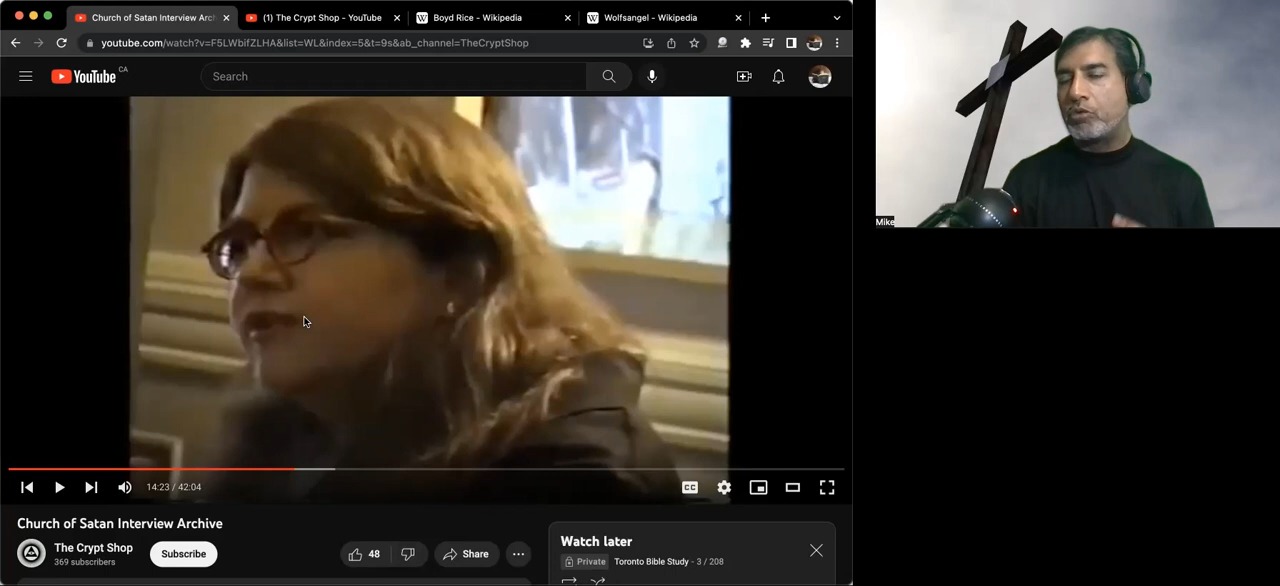 Church of Satan Interview Arch
(1) The Crypt Shop - YouTube
Boyd Rice - Wikipedia
Wolfsangel - Wikipedia
youtube.com/watch?v=F5LWbifZLHA&list=WL&index=5&t=9s&ab_channel=TheCryptShop
YouTube CA
Search
Mike
CC
14:23 / 42:04
Church of Satan Interview Archive
The Crypt Shop
369 subscribers
Subscribe
48
Share
Watch later
Private Toronto Bible Study - 3 / 208